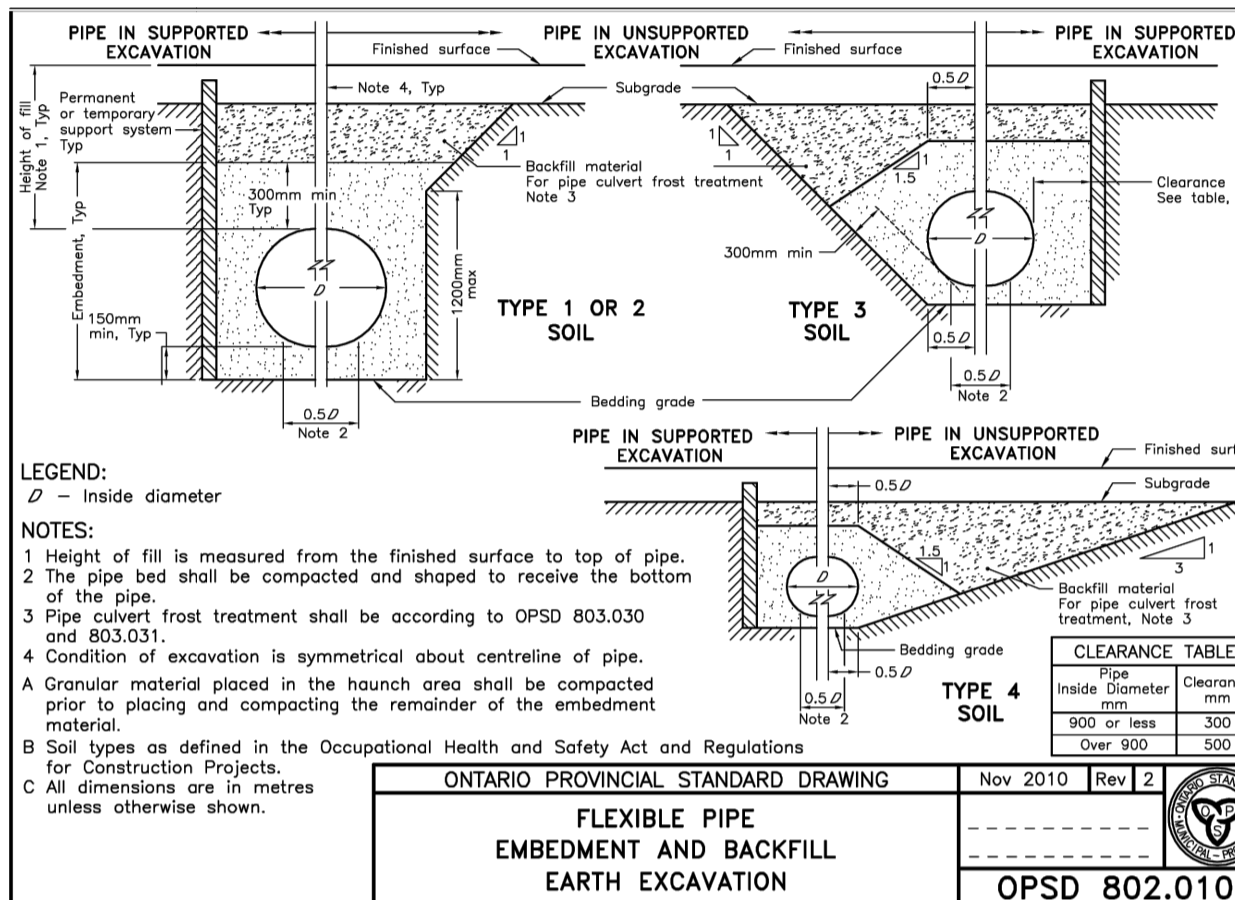 PIPE IN SUPPORTED
EXCAVATION
PIPE IN UNSUPPORTED
EXCAVATION
PIPE IN SUPPORTED
EXCAVATION
Finished surface
Finished surface
Note 4, Typ
Subgrade
0.5D
Permanent
or temporary
support system
Typ
Height of fill
Note 1, Typ
Embedment, Typ
300mm min
Typ
1
1
Backfill material
For pipe culvert frost treatment
Note 3
1
1
1
1.5
Clearance
See table,
300mm min
D
D
1200mm
max
150mm
min, Typ
TYPE 1 OR 2
SOIL
TYPE 3
SOIL
0.5D
0.5D
Note 2
0.5D
Note 2
Bedding grade
PIPE IN SUPPORTED
EXCAVATION
PIPE IN UNSUPPORTED
EXCAVATION
Finished surf
Subgrade
0.5D
1.5
1
1
3
D
Backfill material
For pipe culvert frost
treatment, Note 3
Bedding grade
0.5D
0.5D
Note 2
TYPE 4
SOIL
LEGEND:
D – Inside diameter
NOTES:
1 Height of fill is measured from the finished surface to top of pipe.
2 The pipe bed shall be compacted and shaped to receive the bottom
of the pipe.
3 Pipe culvert frost treatment shall be according to OPSD 803.030
and 803.031.
4 Condition of excavation is symmetrical about centreline of pipe.
A Granular material placed in the haunch area shall be compacted
prior to placing and compacting the remainder of the embedment
material.
B Soil types as defined in the Occupational Health and Safety Act and Regulations
for Construction Projects.
C All dimensions are in metres
unless otherwise shown.
CLEARANCE TABLE
Pipe
Inside Diameter
mm
Clearan
mm
900 or less 300
Over 900 500
ONTARIO PROVINCIAL STANDARD DRAWING
Nov 2010 Rev 2
FLEXIBLE PIPE
EMBEDMENT AND BACKFILL
EARTH EXCAVATION
OPSD 802.010
ONTARIO STAN
MUNICIPAL – PRO
O P
S